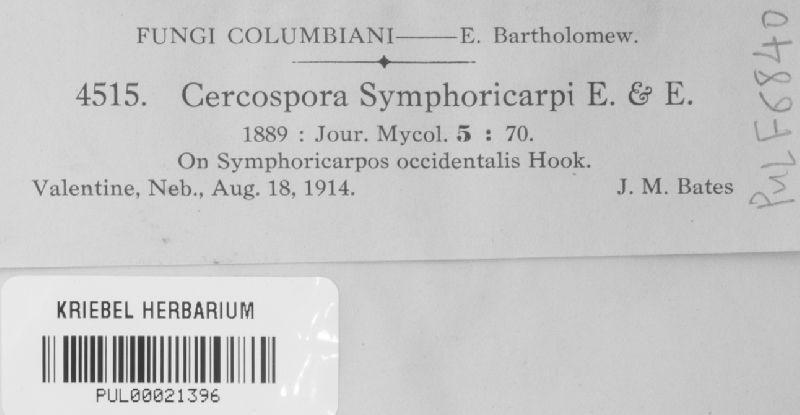 FUNGI COLUMBIANI——E. Bartholomew.
4515. Cercospora Symphoricarpi E. & E.
1889 : Jour. Mycol. 5 : 70.
On Symphoricarpos occidentalis Hook.
Valentine, Neb., Aug. 18, 1914. J. M. Bates
PUL F6840
KRIEBEL HERBARIUM
PUL00021396